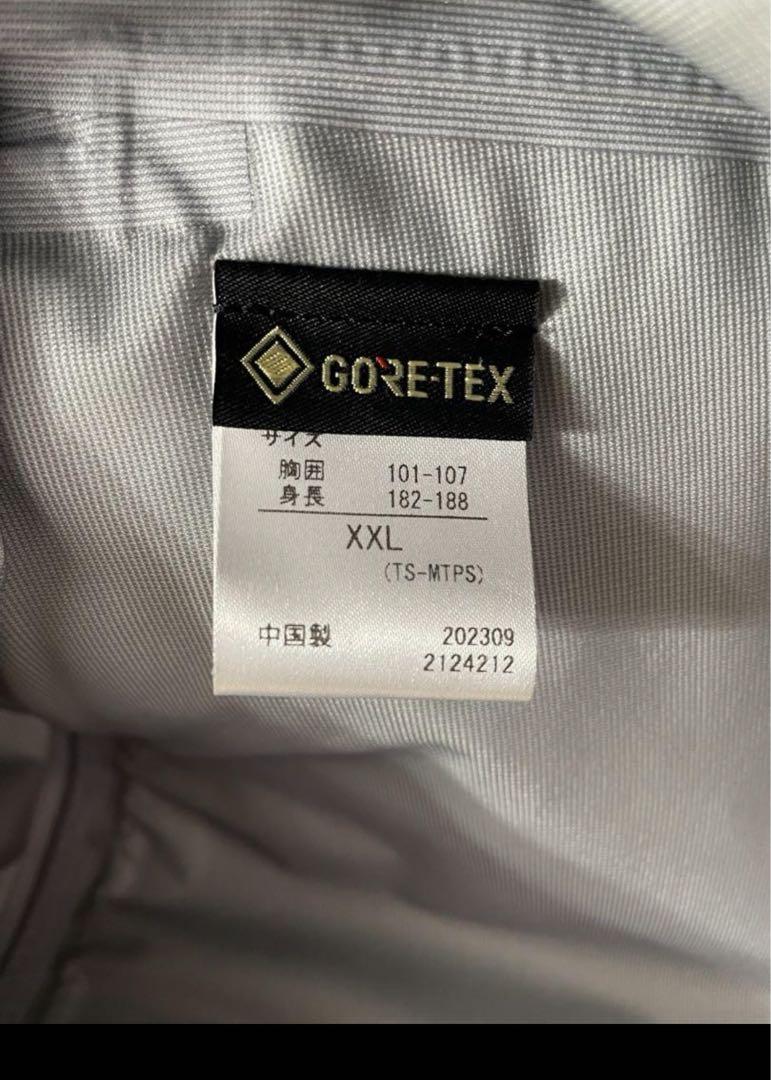 GORE-TEX
サイズ
胸囲 101-107
身長 182-188
XXL
(TS-MTPS)
中国製 202309
2124212